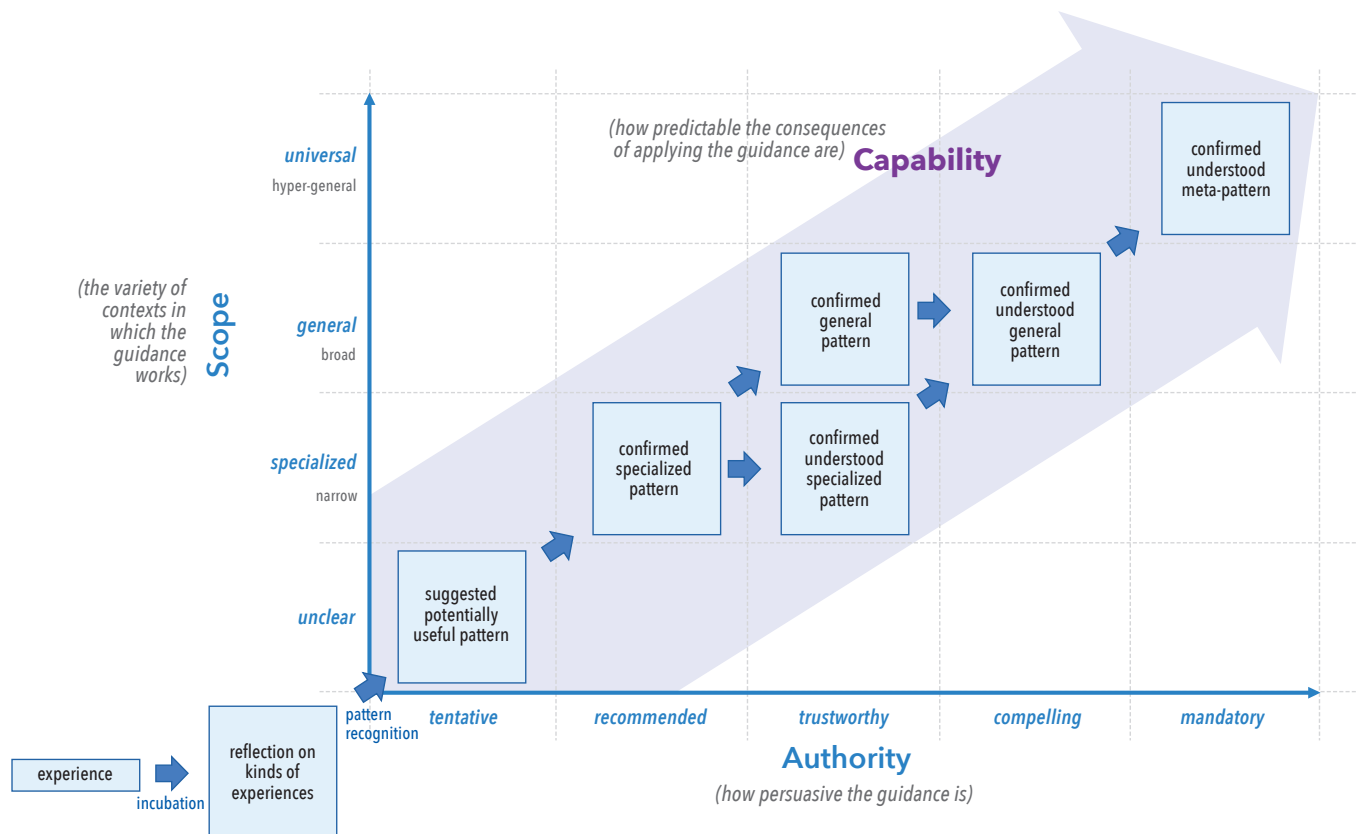 (how predictable the consequences
of applying the guidance are)
Capability
universal
hyper-general
confirmed
understood
meta-pattern
(the variety of
contexts in
which the
guidance
works)
Scope
general
broad
confirmed
general
pattern
confirmed
understood
general
pattern
specialized
narrow
confirmed
specialized
pattern
confirmed
understood
specialized
pattern
unclear
suggested
potentially
useful pattern
pattern
recognition
tentative
recommended
trustworthy
compelling
mandatory
Authority
(how persuasive the guidance is)
experience
incubation
reflection on
kinds of
experiences